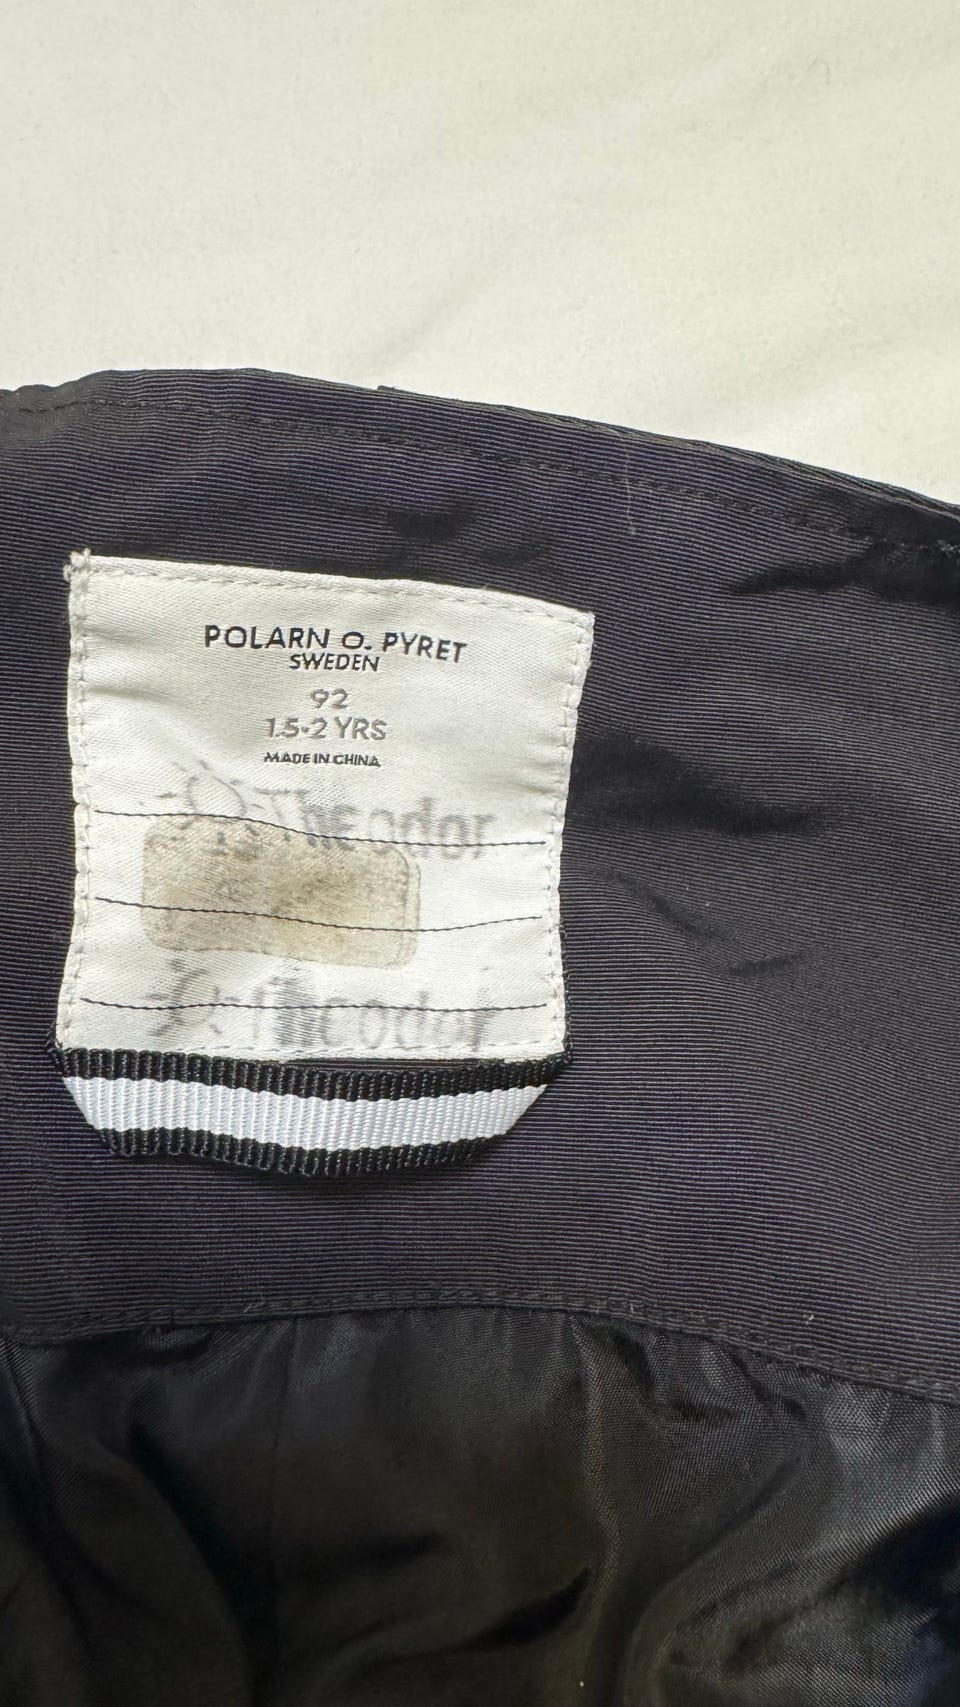 POLARN O. PYRET
SWEDEN
92
1.5-2 YRS
MADE IN CHINA
Theodor
Theodor